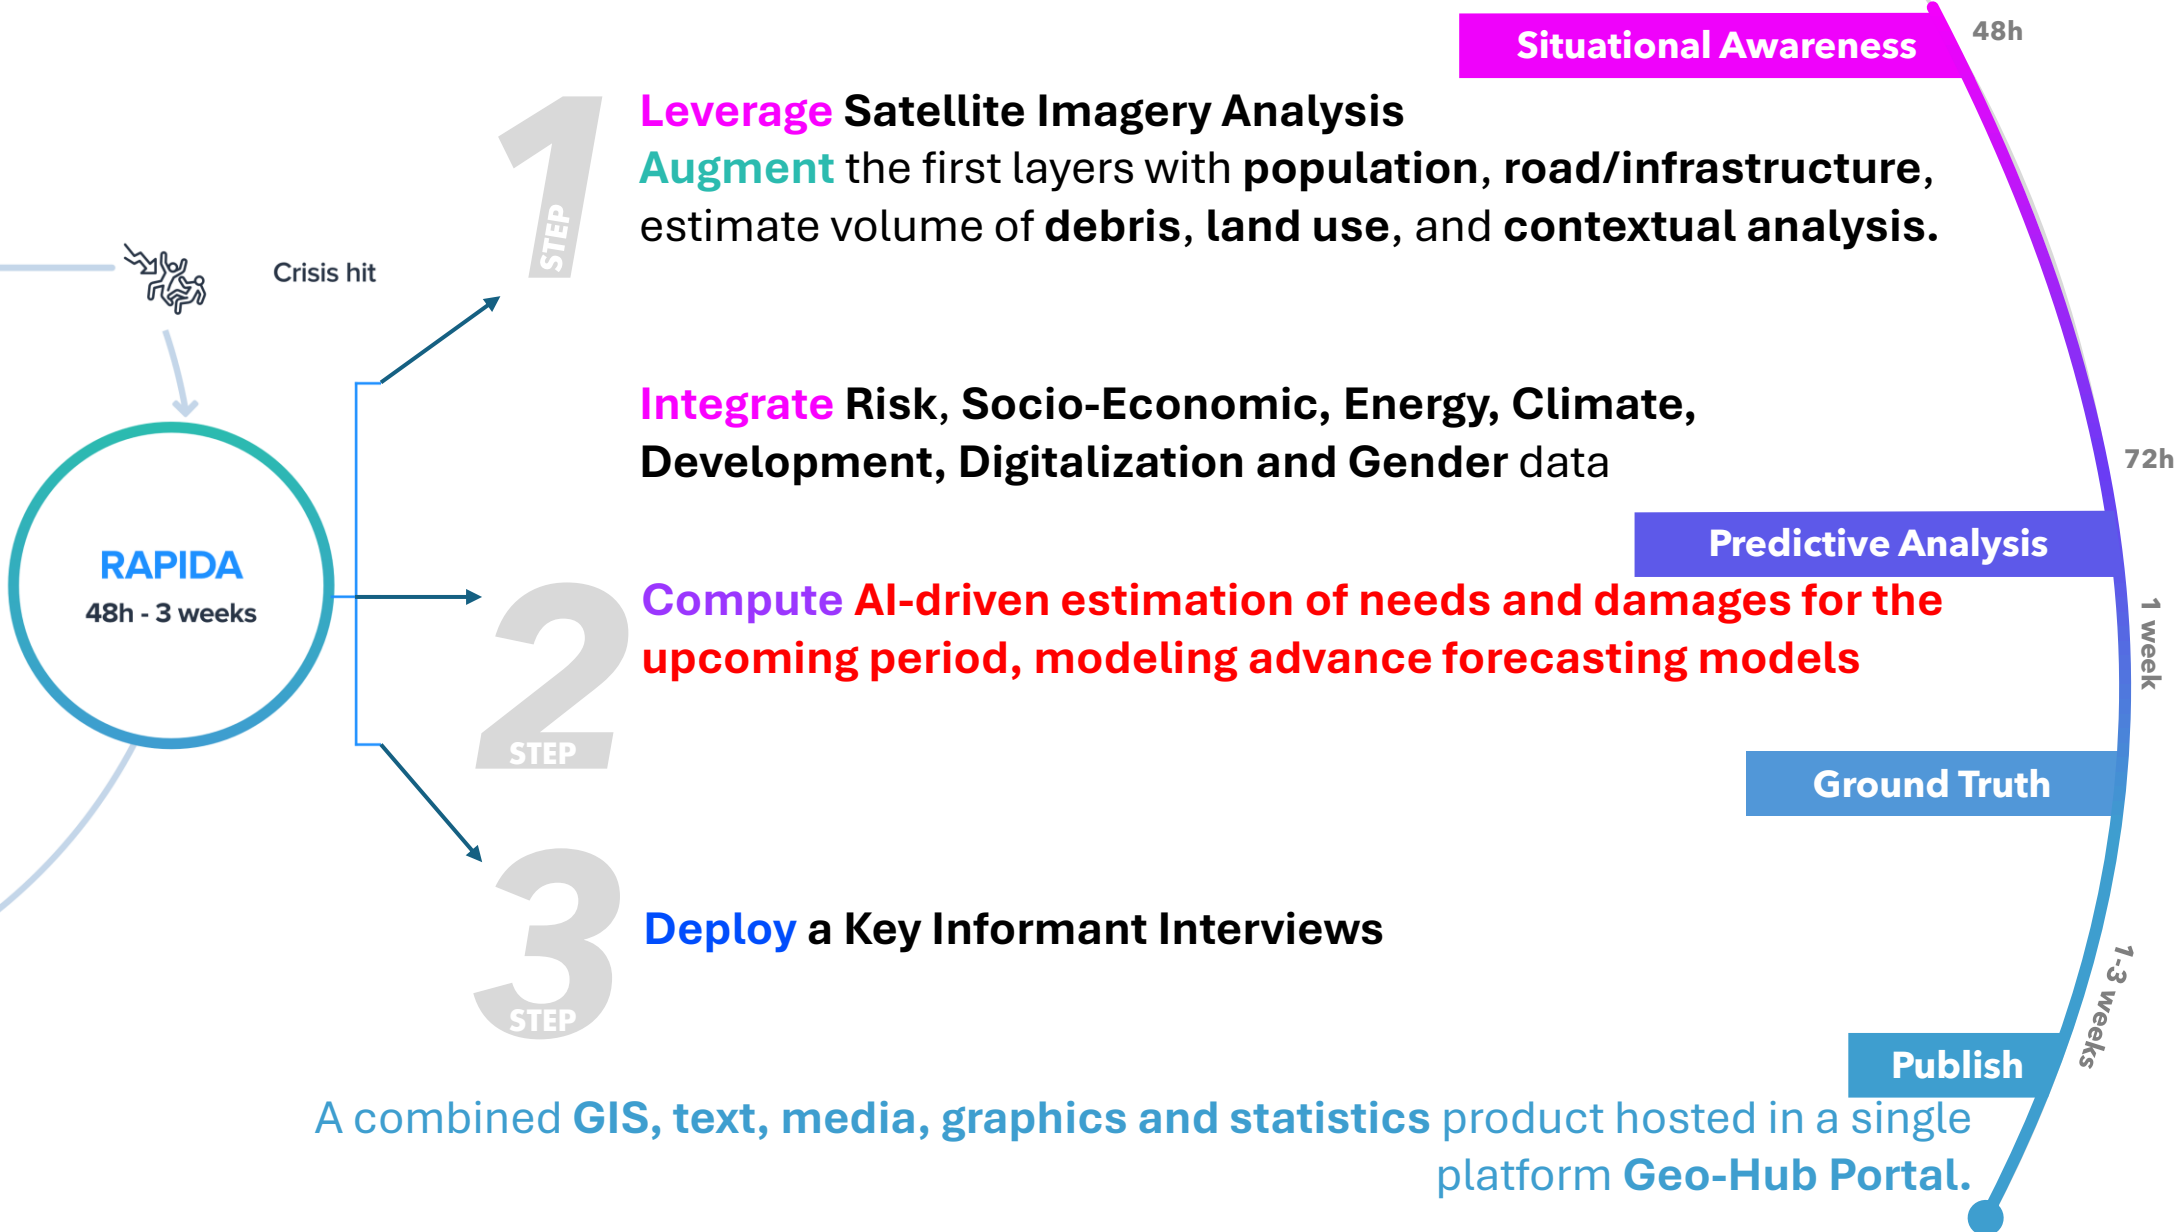 Situational Awareness
48h
STEP 1
Leverage Satellite Imagery Analysis
Augment the first layers with population, road/infrastructure,
estimate volume of debris, land use, and contextual analysis.
Crisis hit
Integrate Risk, Socio-Economic, Energy, Climate,
Development, Digitalization and Gender data
72h
RAPIDA
48h - 3 weeks
Predictive Analysis
2 STEP
Compute AI-driven estimation of needs and damages for the
upcoming period, modeling advance forecasting models
1 week
Ground Truth
3 STEP
Deploy a Key Informant Interviews
1-3 weeks
Publish
A combined GIS, text, media, graphics and statistics product hosted in a single
platform Geo-Hub Portal.